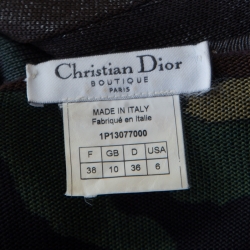 Christian Dior
BOUTIQUE
PARIS
MADE IN ITALY
Fabriqué en Italie
1P13077000
F GB D USA
38 10 36 6